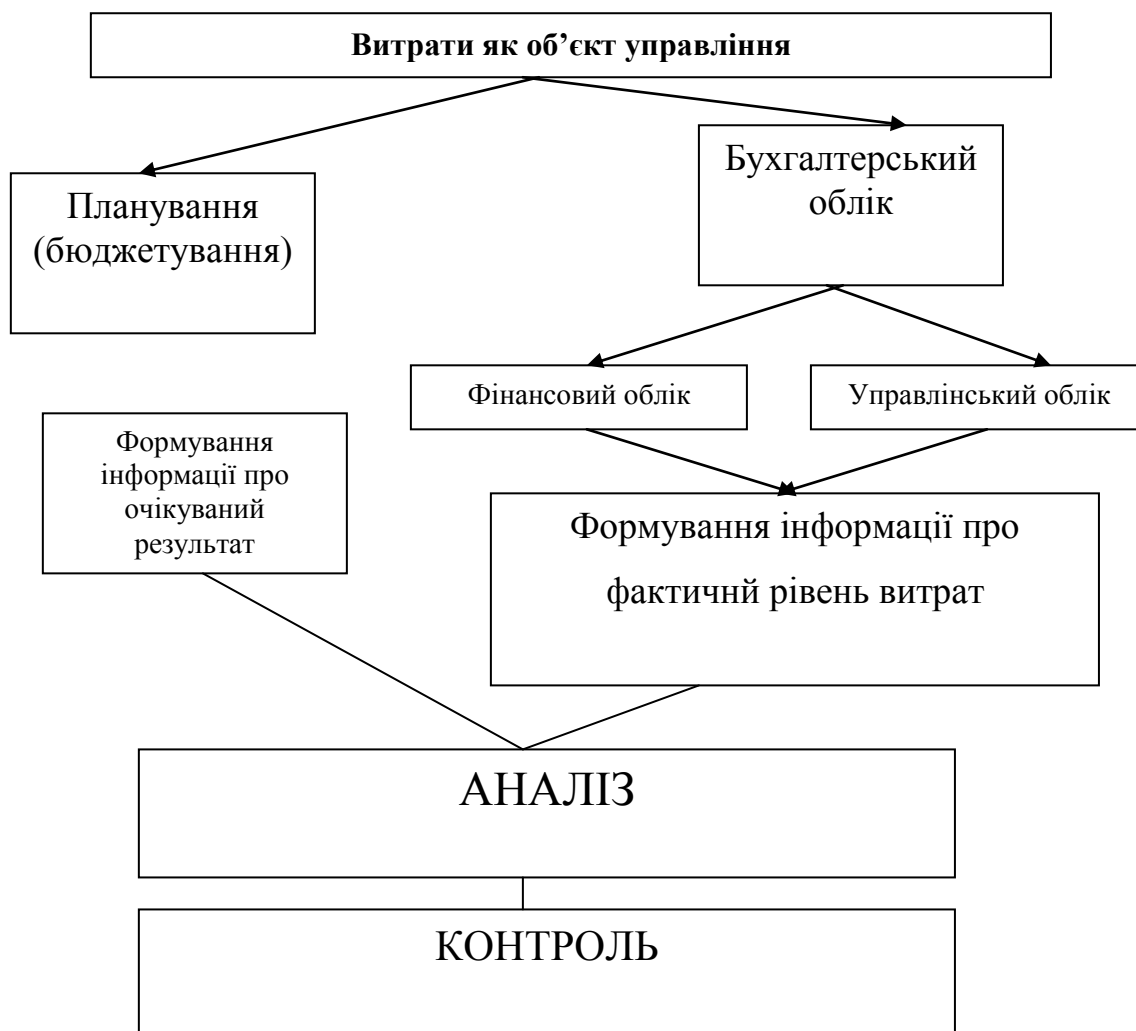 Витрати як об’єкт управління
Бухгалтерський
облік
Планування
(бюджетування)
Фінансовий облік
Управлінський облік
Формування
інформації про
очікуваний
результат
Формування інформації про
фактичнй рівень витрат
АНАЛІЗ
КОНТРОЛЬ